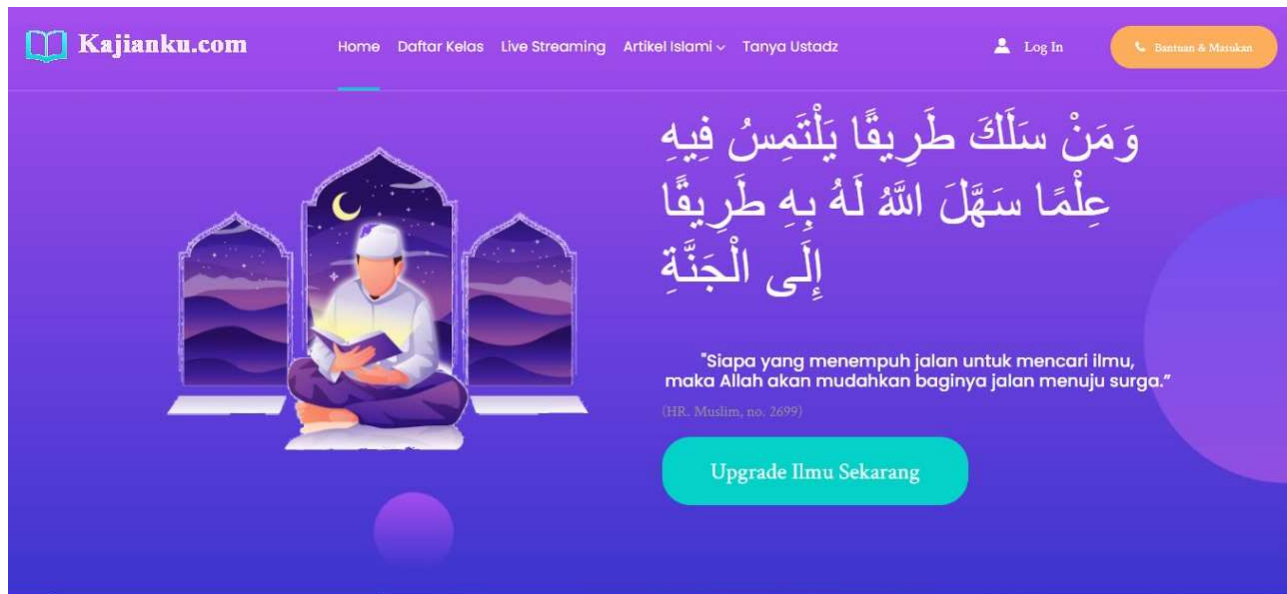 Kajianku.com
Home Daftar Kelas Live Streaming Artikel Islami Tanya Ustadz
Log In
Bantuan & Masukan
وَمَنْ سَلَكَ طَرِيقًا يَلْتَمِسُ فِيهِ
عِلْمًا سَهَّلَ اللَّهُ لَهُ بِهِ طَرِيقًا
إِلَى الْجَنَّةِ
"Siapa yang menempuh jalan untuk mencari ilmu,
maka Allah akan mudahkan baginya jalan menuju surga."
(HR. Muslim, no. 2699)
Upgrade Ilmu Sekarang